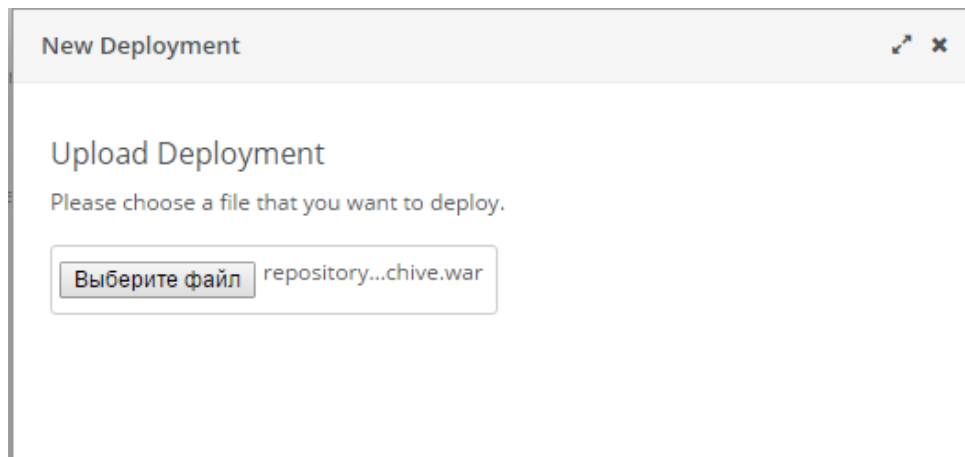 New Deployment
Upload Deployment
Please choose a file that you want to deploy.
Выберите файл repository...chive.war